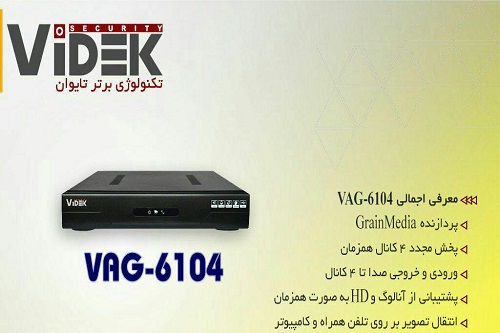 SECURITY
ViDEK
تکنولوژی برتر تایوان
ViDEK
VAG-6104
معرفی اجمالی VAG-6104
پردازنده GrainMedia
پخش مجدد ۴ کانال همزمان
ورودی و خروجی صدا تا ۴ کانال
پشتیبانی از آنالوگ و HD به صورت همزمان
انتقال تصویر بر روی تلفن همراه و کامپیوتر